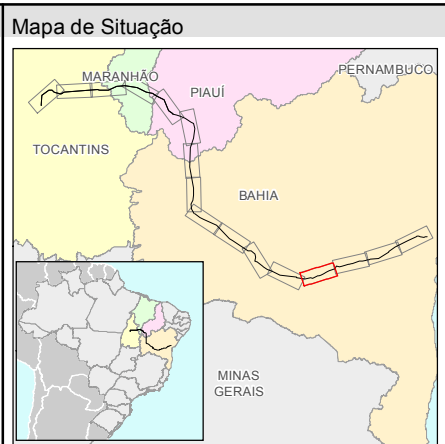 Mapa de Situação
MARANHÃO
PERNAMBUCO
PIAUÍ
TOCANTINS
BAHIA
MINAS
GERAIS